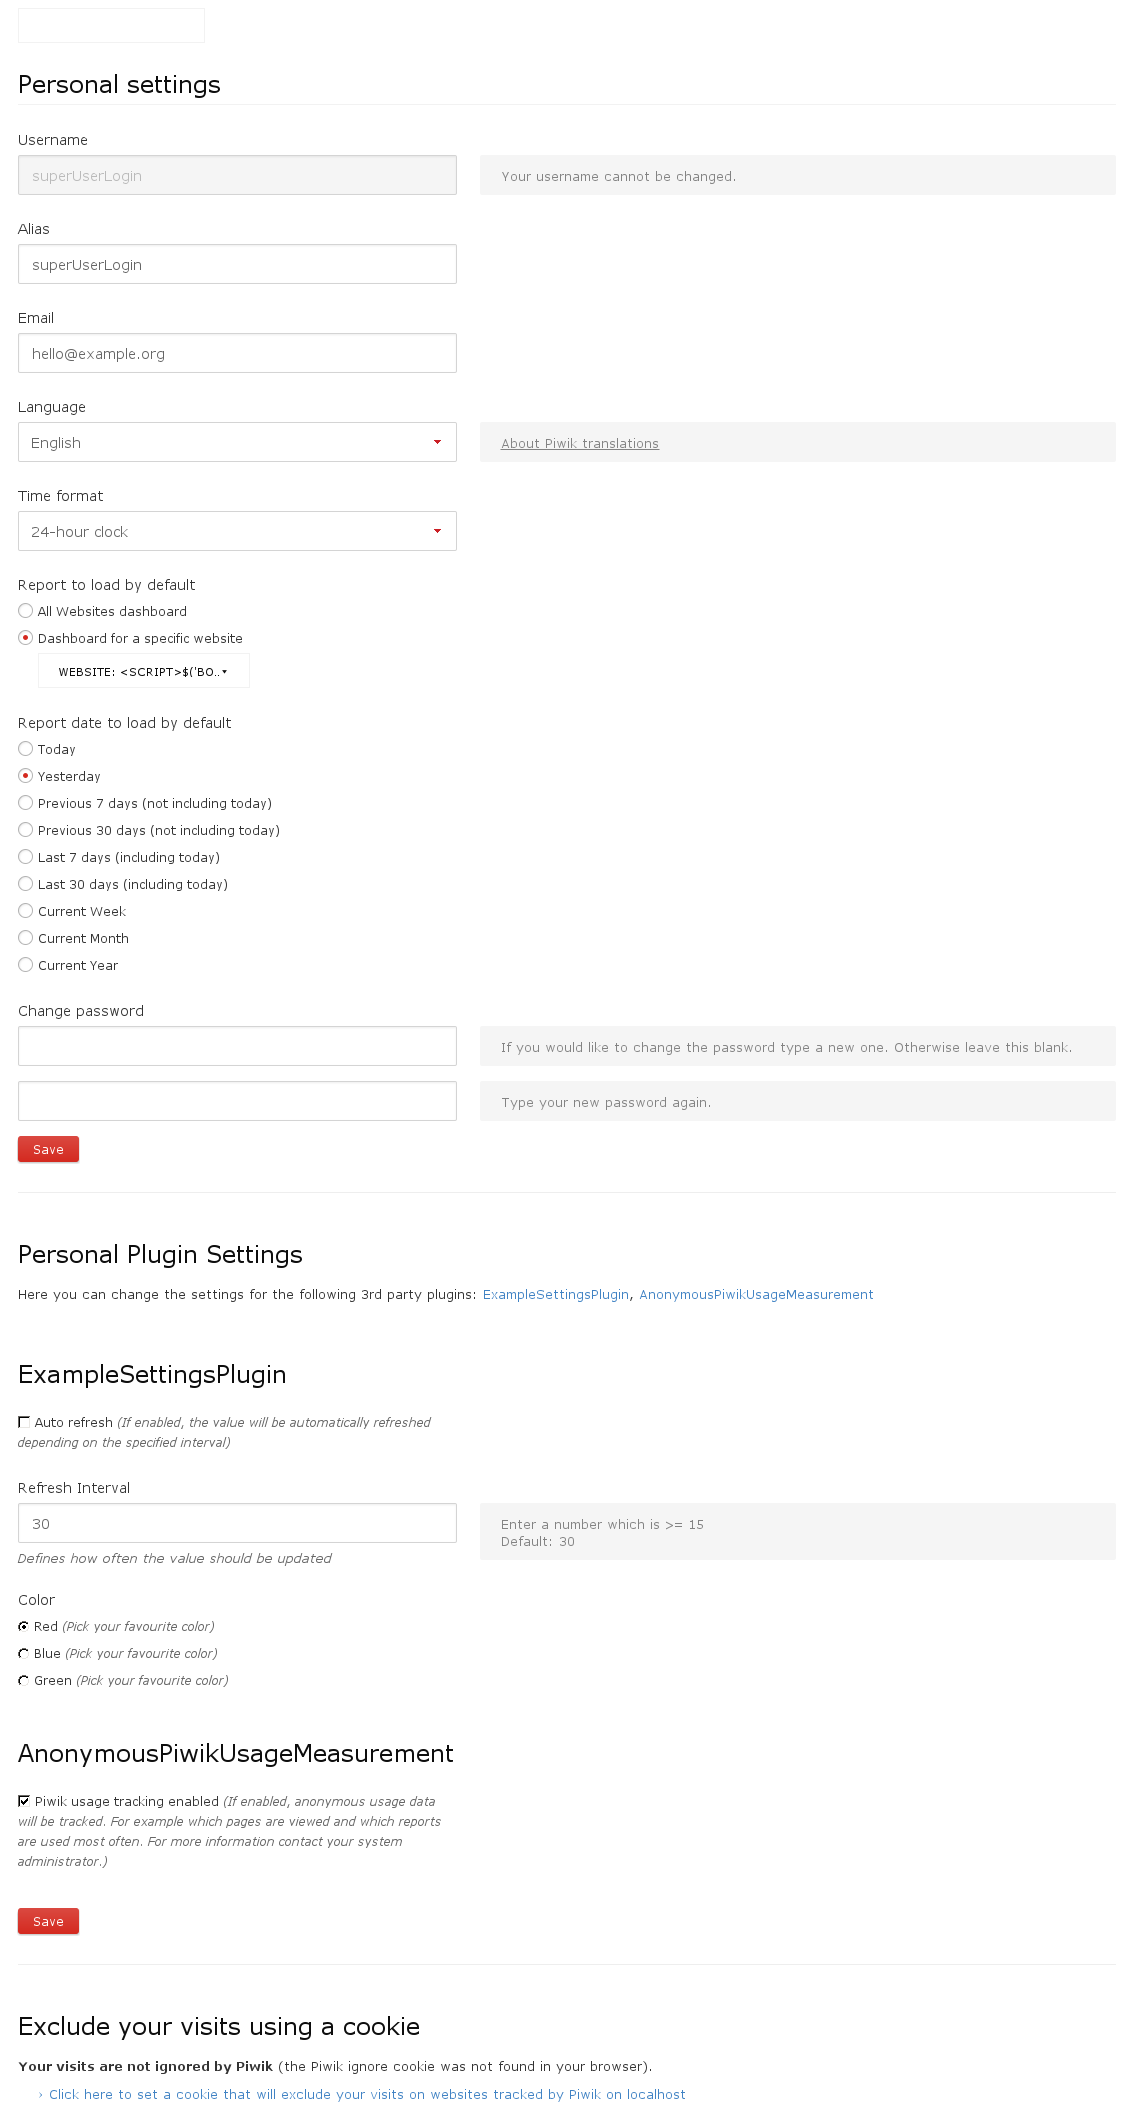 Personal settings
Username
superUserLogin
Your username cannot be changed.
Alias
superUserLogin
Email
hello@example.org
Language
English
About Piwik translations
Time format
24-hour clock
Report to load by default
All Websites dashboard
Dashboard for a specific website
WEBSITE: <SCRIPT>$('BO..
Report date to load by default
Today
Yesterday
Previous 7 days (not including today)
Previous 30 days (not including today)
Last 7 days (including today)
Last 30 days (including today)
Current Week
Current Month
Current Year
Change password
If you would like to change the password type a new one. Otherwise leave this blank.
Type your new password again.
Save
Personal Plugin Settings
Here you can change the settings for the following 3rd party plugins: ExampleSettingsPlugin, AnonymousPiwikUsageMeasurement
ExampleSettingsPlugin
Auto refresh (If enabled, the value will be automatically refreshed
depending on the specified interval)
Refresh Interval
30
Enter a number which is >= 15
Default: 30
Defines how often the value should be updated
Color
Red (Pick your favourite color)
Blue (Pick your favourite color)
Green (Pick your favourite color)
AnonymousPiwikUsageMeasurement
Piwik usage tracking enabled (If enabled, anonymous usage data
will be tracked. For example which pages are viewed and which reports
are used most often. For more information contact your system
administrator.)
Save
Exclude your visits using a cookie
Your visits are not ignored by Piwik (the Piwik ignore cookie was not found in your browser).
› Click here to set a cookie that will exclude your visits on websites tracked by Piwik on localhost